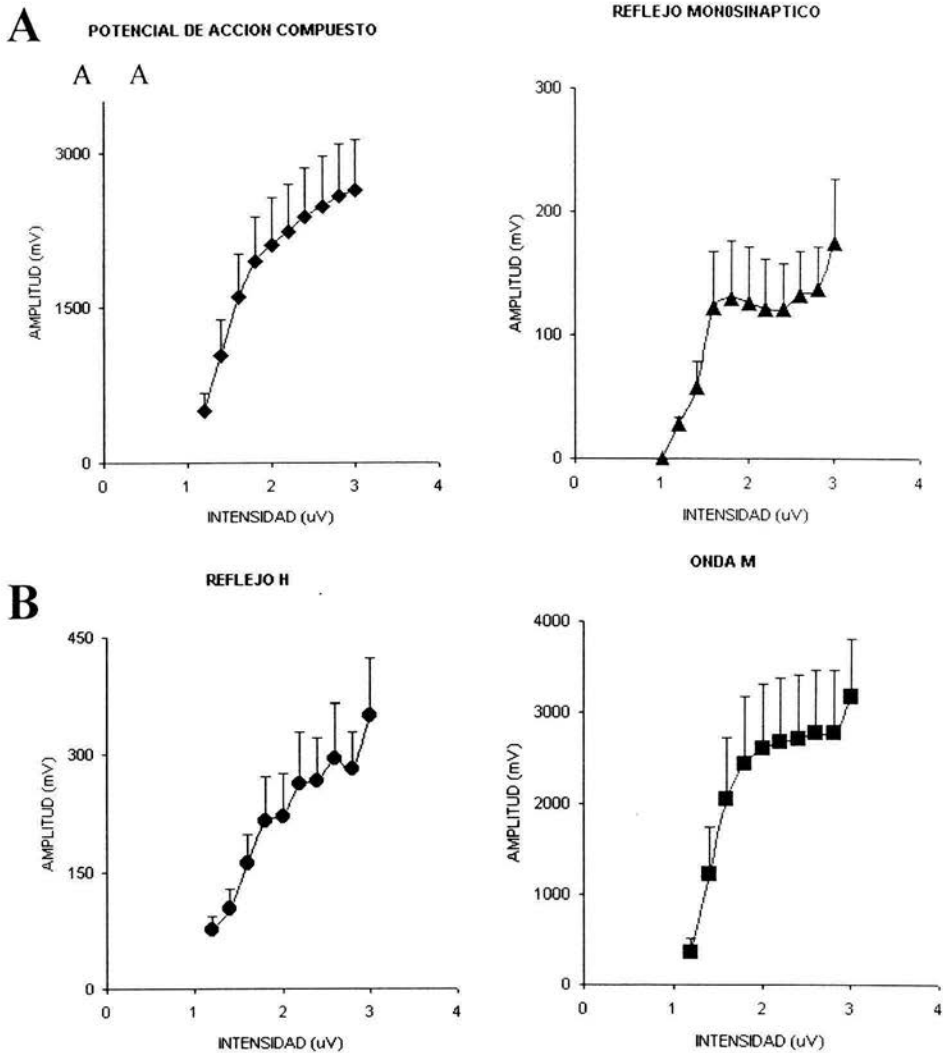 A
POTENCIAL DE ACCION COMPUESTO
A A
3000
1500
0
AMPLITUD (mV)
0 1 2 3 4
INTENSIDAD (uV)
REFLEJO MONOSINAPTICO
300
200
100
0
AMPLITUD (mV)
0 1 2 3 4
INTENSIDAD (uV)
B
REFLEJO H
450
300
150
0
AMPLITUD (mV)
0 1 2 3 4
INTENSIDAD (uV)
ONDA M
4000
3000
2000
1000
0
AMPLITUD (mV)
0 1 2 3 4
INTENSIDAD (uV)